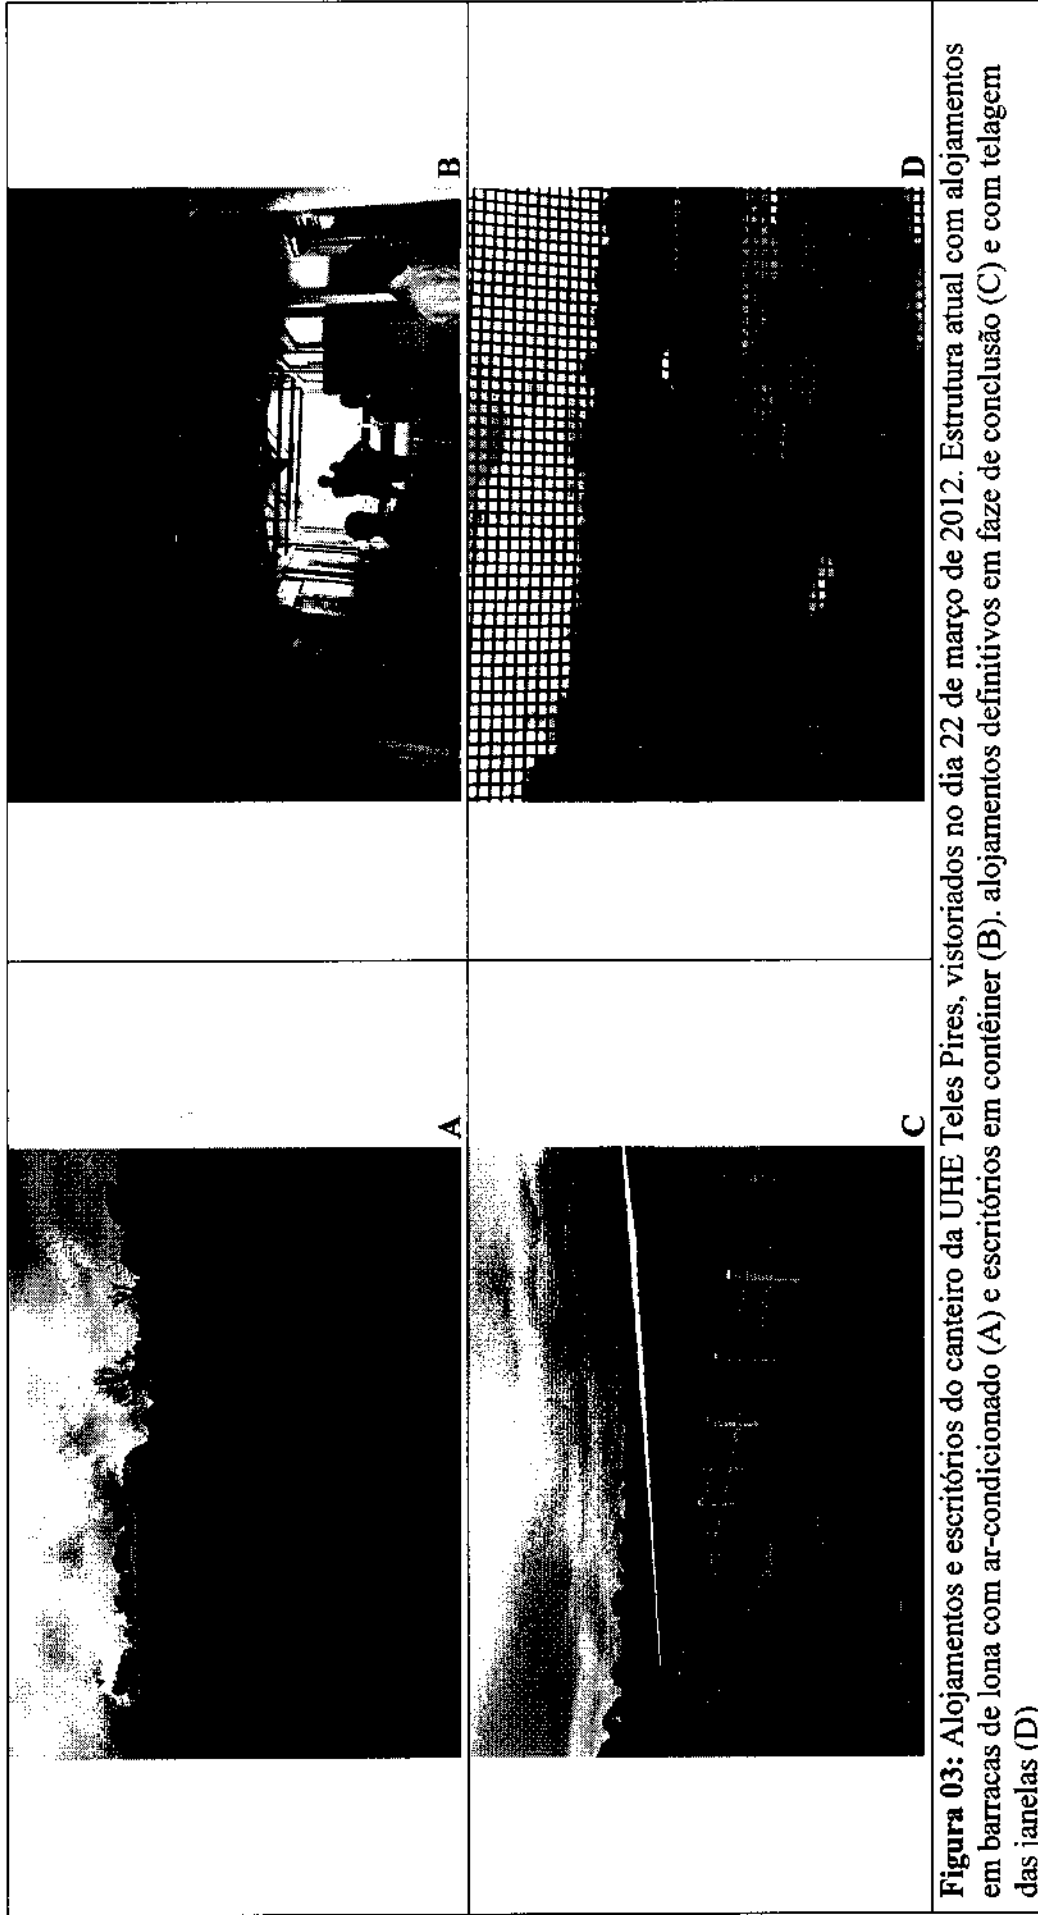 A
B
C
D
Figura 03: Alojamentos e escritórios do canteiro da UHE Teles Pires, vistoriados no dia 22 de março de 2012. Estrutura atual com alojamentos
em barracas de lona com ar-condicionado (A) e escritórios em contêiner (B). alojamentos definitivos em faze de conclusão (C) e com telagem
das janelas (D)